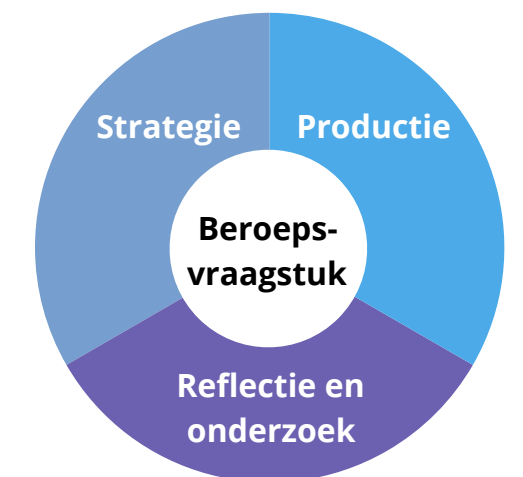 Strategie
Productie
Beroeps-
vraagstuk
Reflectie en
onderzoek